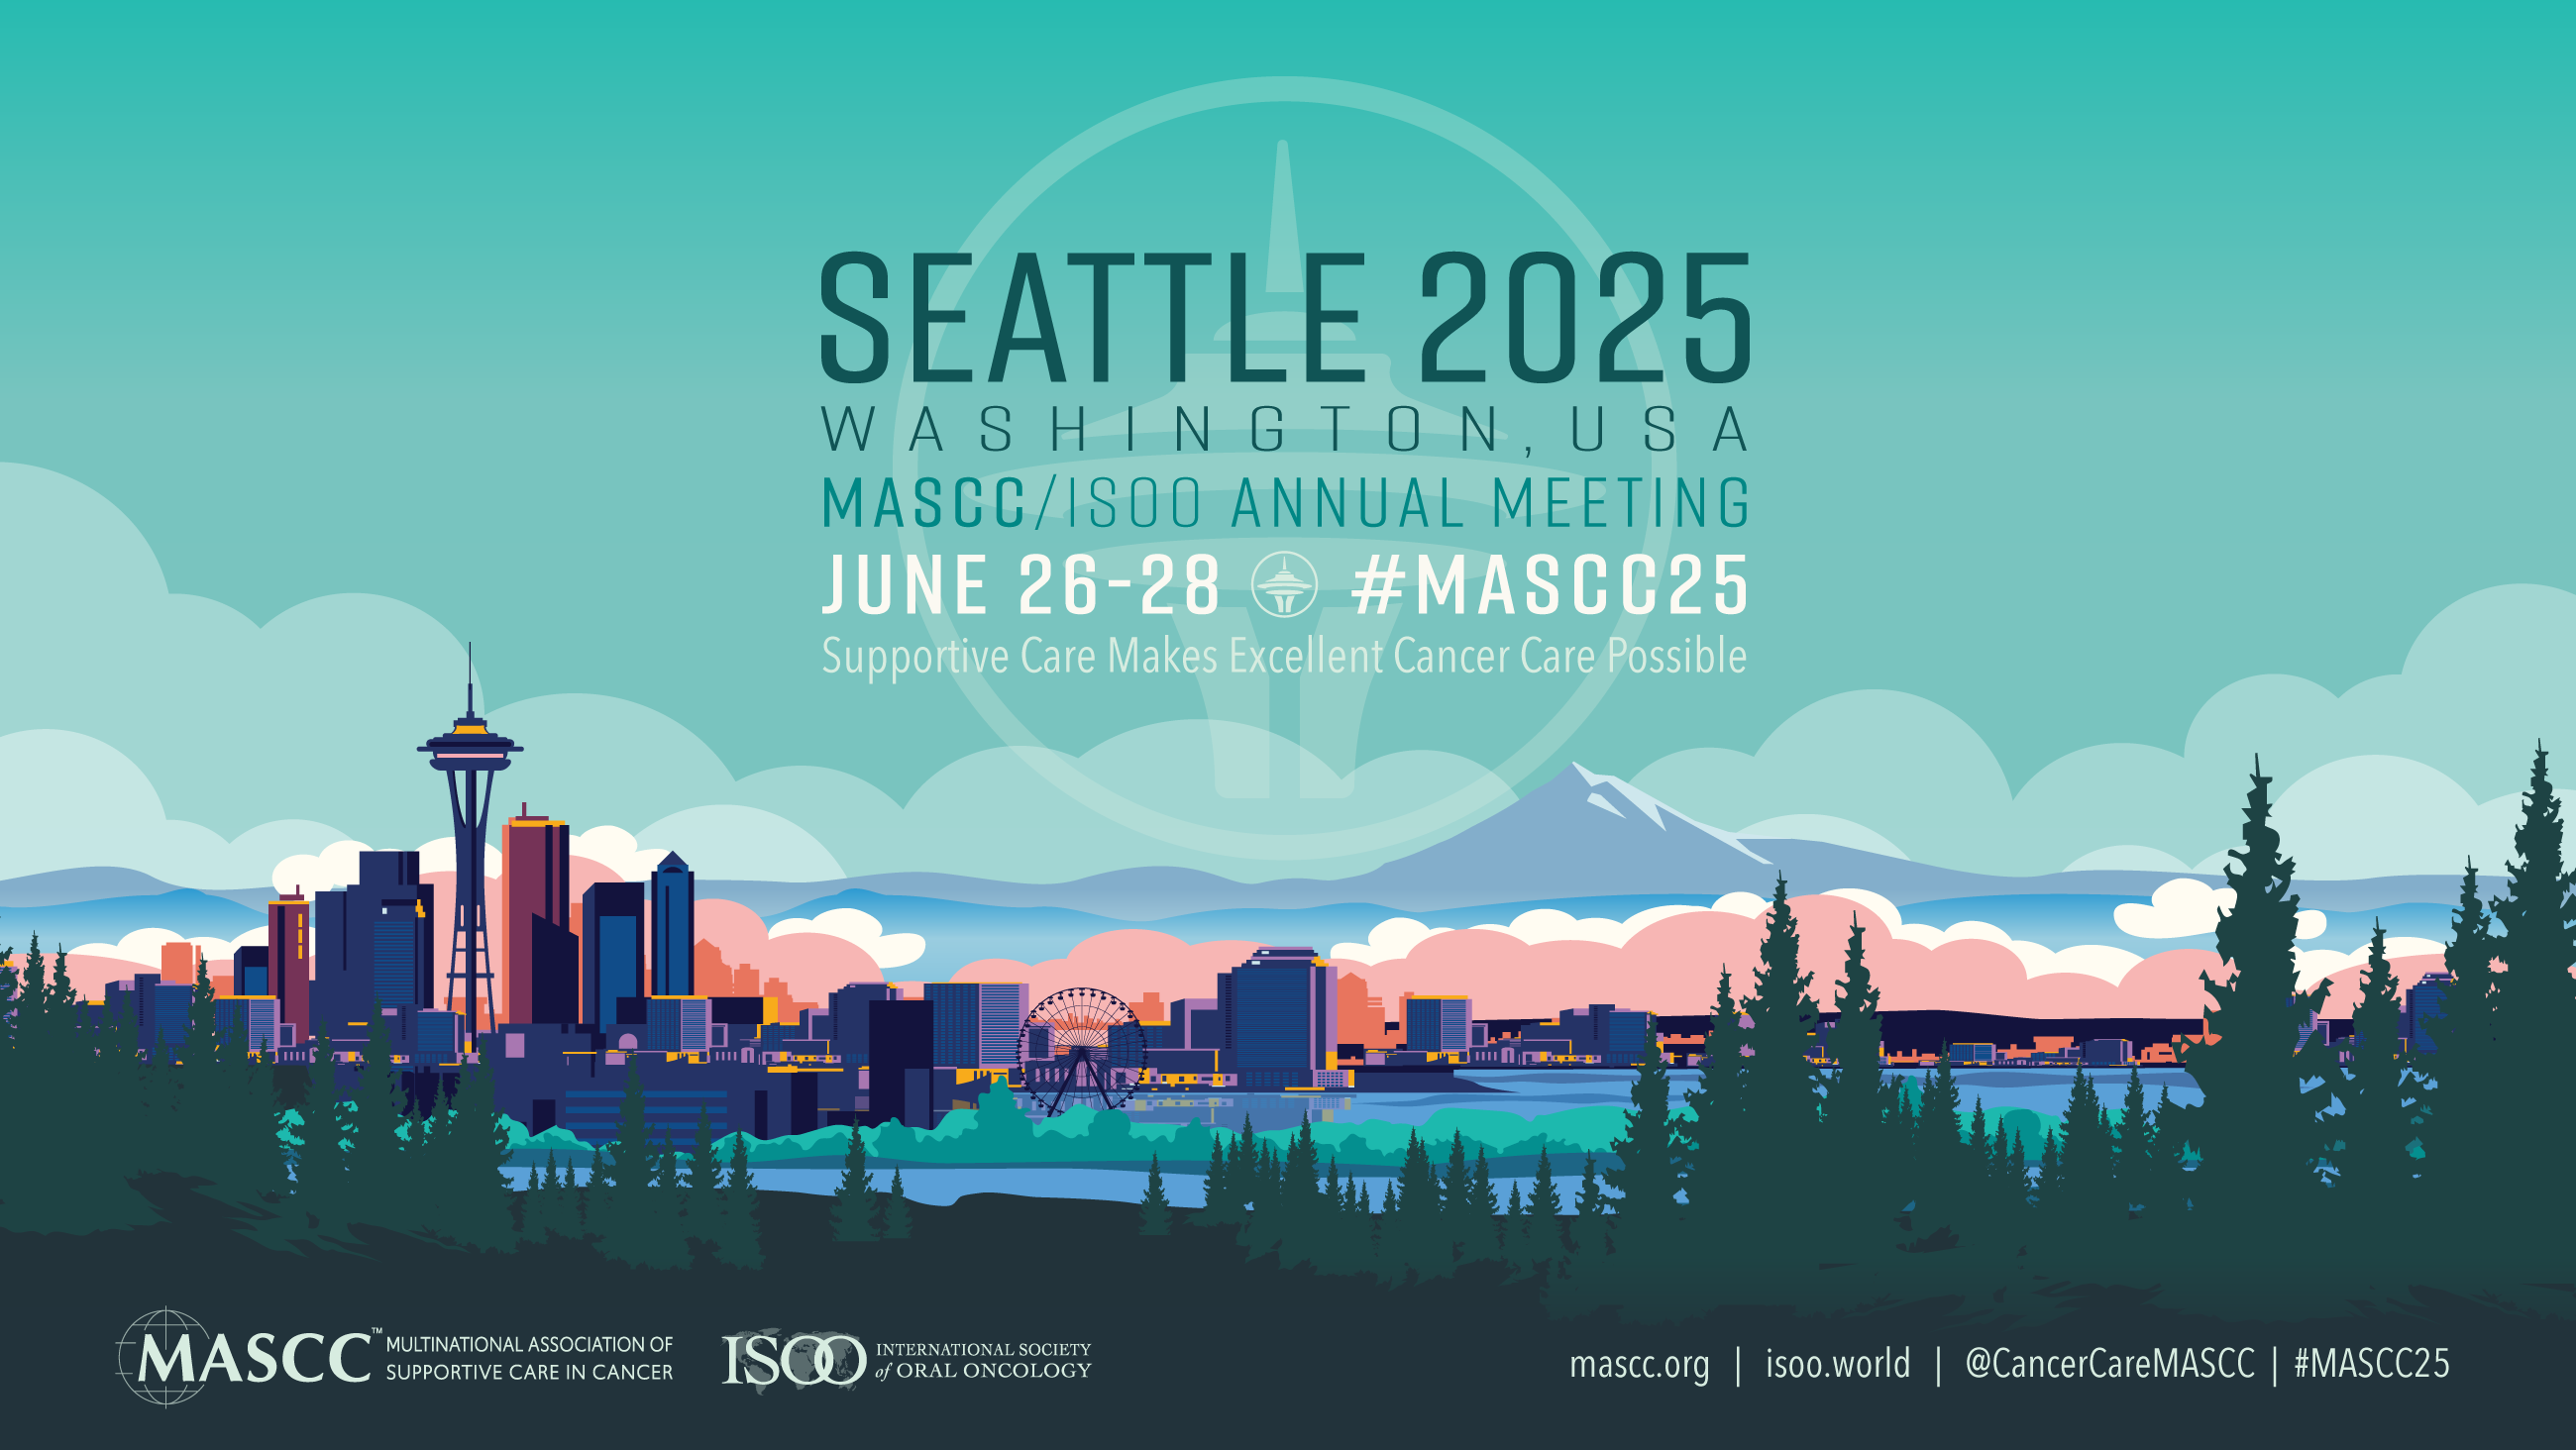 SEATTLE 2025
WASHINGTON, USA
MASCC/ISOO ANNUAL MEETING
JUNE 26-28 #MASCC25
Supportive Care Makes Excellent Cancer Care Possible
MASCC™ MULTINATIONAL ASSOCIATION OF
SUPPORTIVE CARE IN CANCER
ISOO INTERNATIONAL SOCIETY
of ORAL ONCOLOGY
mascc.org | isoo.world | @CancerCareMASCC | #MASCC25